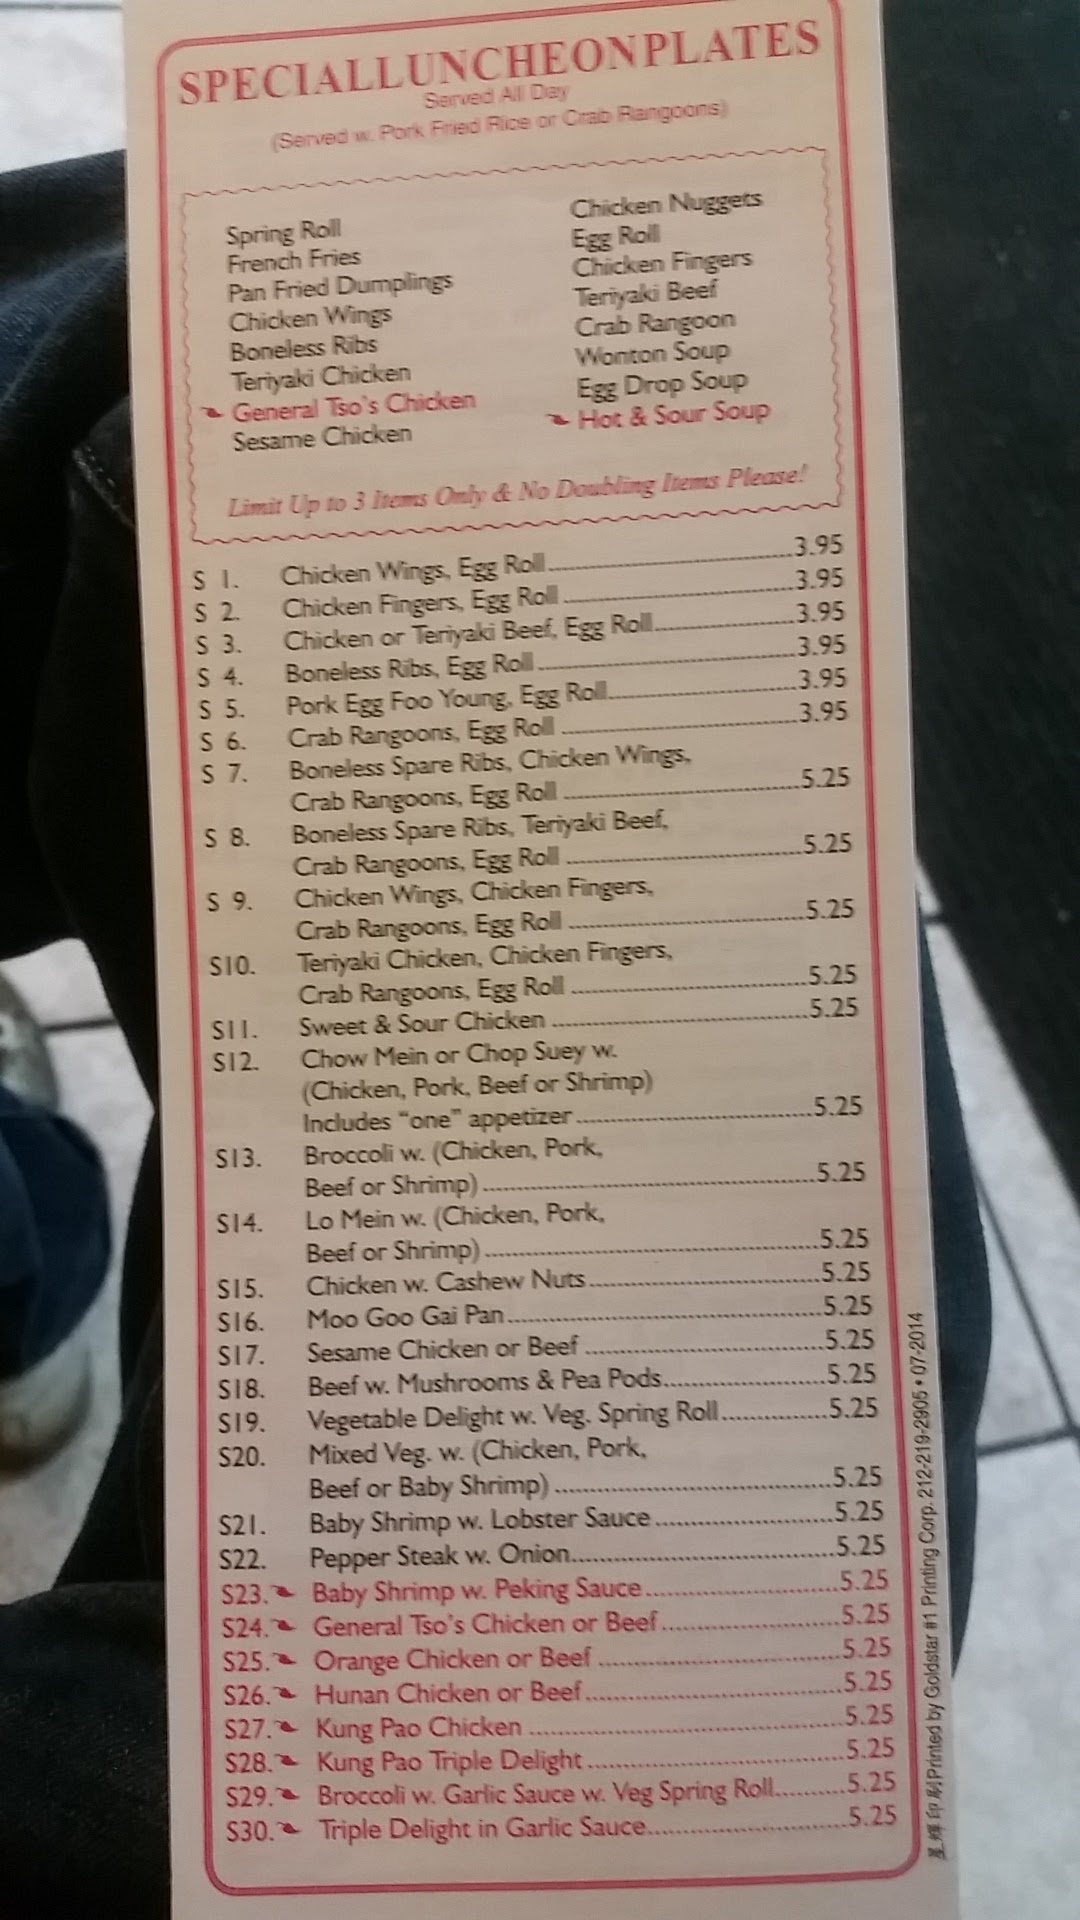 SPECIALLUNCHEONPLATES
Served All Day
(Served w. Pork Fried Rice or Crab Rangoons)
Spring Roll
French Fries
Pan Fried Dumplings
Chicken Wings
Boneless Ribs
Teriyaki Chicken
General Tso's Chicken
Sesame Chicken
Chicken Nuggets
Egg Roll
Chicken Fingers
Teriyaki Beef
Crab Rangoon
Wonton Soup
Egg Drop Soup
Hot & Sour Soup
Limit Up to 3 Items Only & No Doubling Items Please!
S 1. Chicken Wings, Egg Roll 3.95
S 2. Chicken Fingers, Egg Roll 3.95
S 3. Chicken or Teriyaki Beef, Egg Roll 3.95
S 4. Boneless Ribs, Egg Roll 3.95
S 5. Pork Egg Foo Young, Egg Roll 3.95
S 6. Crab Rangoons, Egg Roll 3.95
S 7. Boneless Spare Ribs, Chicken Wings,
Crab Rangoons, Egg Roll 5.25
S 8. Boneless Spare Ribs, Teriyaki Beef,
Crab Rangoons, Egg Roll 5.25
S 9. Chicken Wings, Chicken Fingers,
Crab Rangoons, Egg Roll 5.25
S10. Teriyaki Chicken, Chicken Fingers,
Crab Rangoons, Egg Roll 5.25
S11. Sweet & Sour Chicken 5.25
S12. Chow Mein or Chop Suey w.
(Chicken, Pork, Beef or Shrimp)
Includes "one" appetizer 5.25
S13. Broccoli w. (Chicken, Pork,
Beef or Shrimp) 5.25
S14. Lo Mein w. (Chicken, Pork,
Beef or Shrimp) 5.25
S15. Chicken w. Cashew Nuts 5.25
S16. Moo Goo Gai Pan 5.25
S17. Sesame Chicken or Beef 5.25
S18. Beef w. Mushrooms & Pea Pods 5.25
S19. Vegetable Delight w. Veg. Spring Roll 5.25
S20. Mixed Veg. w. (Chicken, Pork,
Beef or Baby Shrimp) 5.25
S21. Baby Shrimp w. Lobster Sauce 5.25
S22. Pepper Steak w. Onion 5.25
S23. Baby Shrimp w. Peking Sauce 5.25
S24. General Tso's Chicken or Beef 5.25
S25. Orange Chicken or Beef 5.25
S26. Hunan Chicken or Beef 5.25
S27. Kung Pao Chicken 5.25
S28. Kung Pao Triple Delight 5.25
S29. Broccoli w. Garlic Sauce w. Veg Spring Roll 5.25
S30. Triple Delight in Garlic Sauce 5.25
印刷Printed by Goldstar #1 Printing Corp. 212-219-2905 • 07-2014